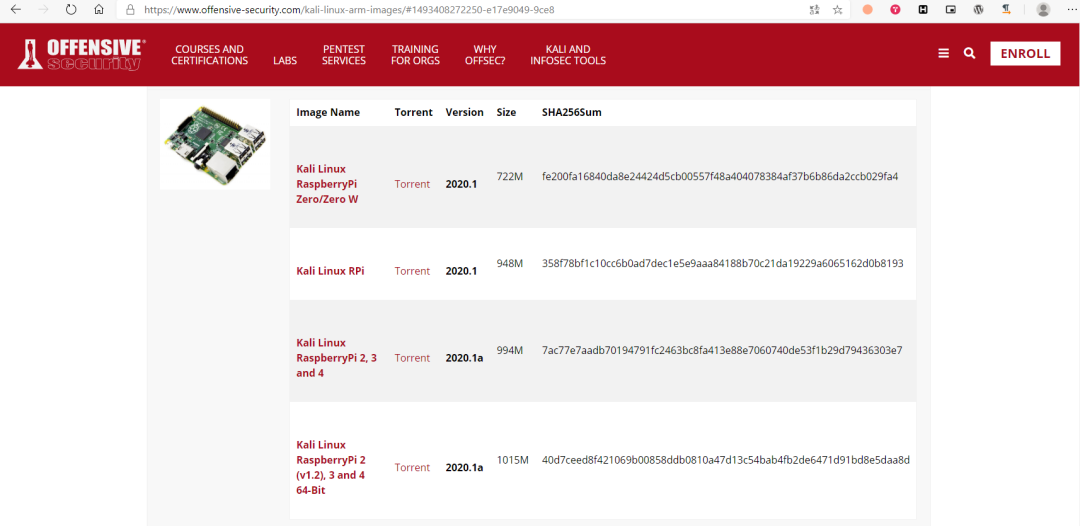 https://www.offensive-security.com/kali-linux-arm-images/#1493408272250-e17e9049-9ce8
OFFENSIVE
security
COURSES AND
CERTIFICATIONS
LABS
PENTEST
SERVICES
TRAINING
FOR ORGS
WHY
OFFSEC?
KALI AND
INFOSEC TOOLS
ENROLL
Image Name Torrent Version Size SHA256Sum
Kali Linux
RaspberryPi
Zero/Zero W
Torrent 2020.1 722M fe200fa16840da8e24424d5cb00557f48a404078384af37b6b86da2ccb029fa4
Kali Linux RPi Torrent 2020.1 948M 358f78bf1c10cc6b0ad7dec1e5e9aaa84188b70c21da19229a6065162d0b8193
Kali Linux
RaspberryPi 2, 3
and 4
Torrent 2020.1a 994M 7ac77e7aadb70194791fc2463bc8fa413e88e7060740de53f1b29d79436303e7
Kali Linux
RaspberryPi 2
(v1.2), 3 and 4
64-Bit
Torrent 2020.1a 1015M 40d7ceed8f421069b00858ddb0810a47d13c54bab4fb2de6471d91bd8e5daa8d